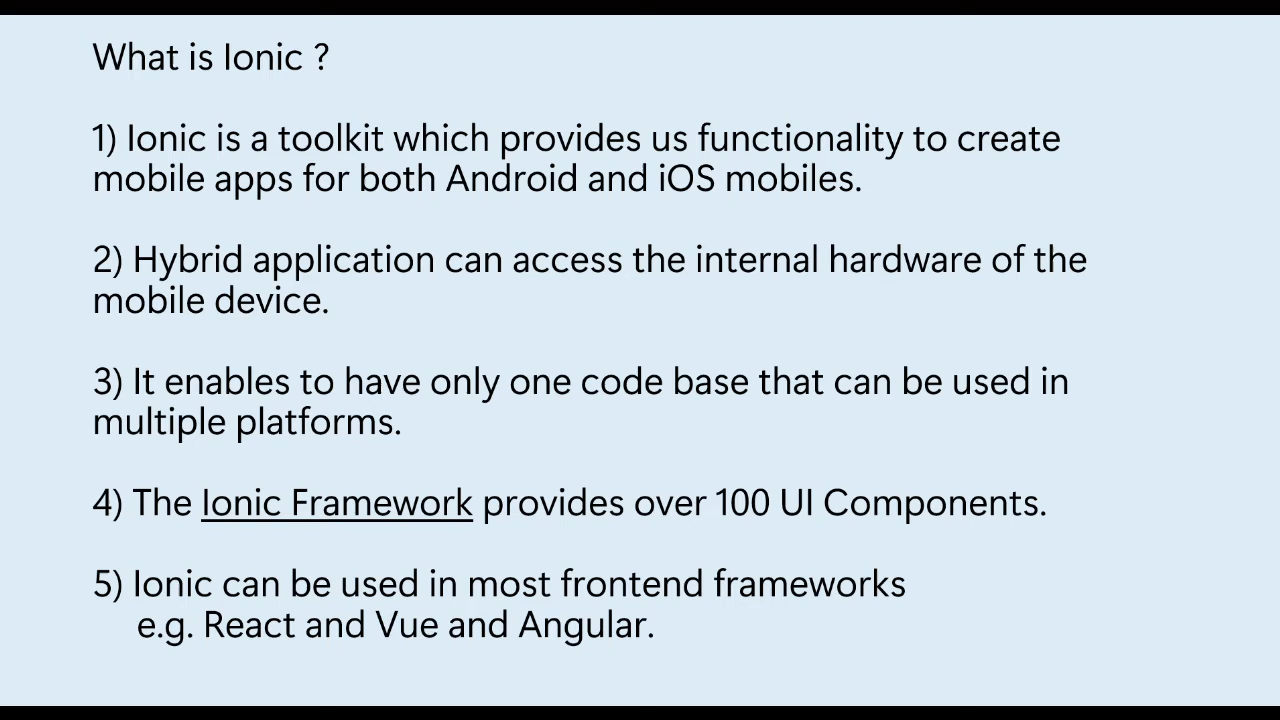 What is Ionic ?
1) Ionic is a toolkit which provides us functionality to create
mobile apps for both Android and iOS mobiles.
2) Hybrid application can access the internal hardware of the
mobile device.
3) It enables to have only one code base that can be used in
multiple platforms.
4) The Ionic Framework provides over 100 UI Components.
5) Ionic can be used in most frontend frameworks
e.g. React and Vue and Angular.